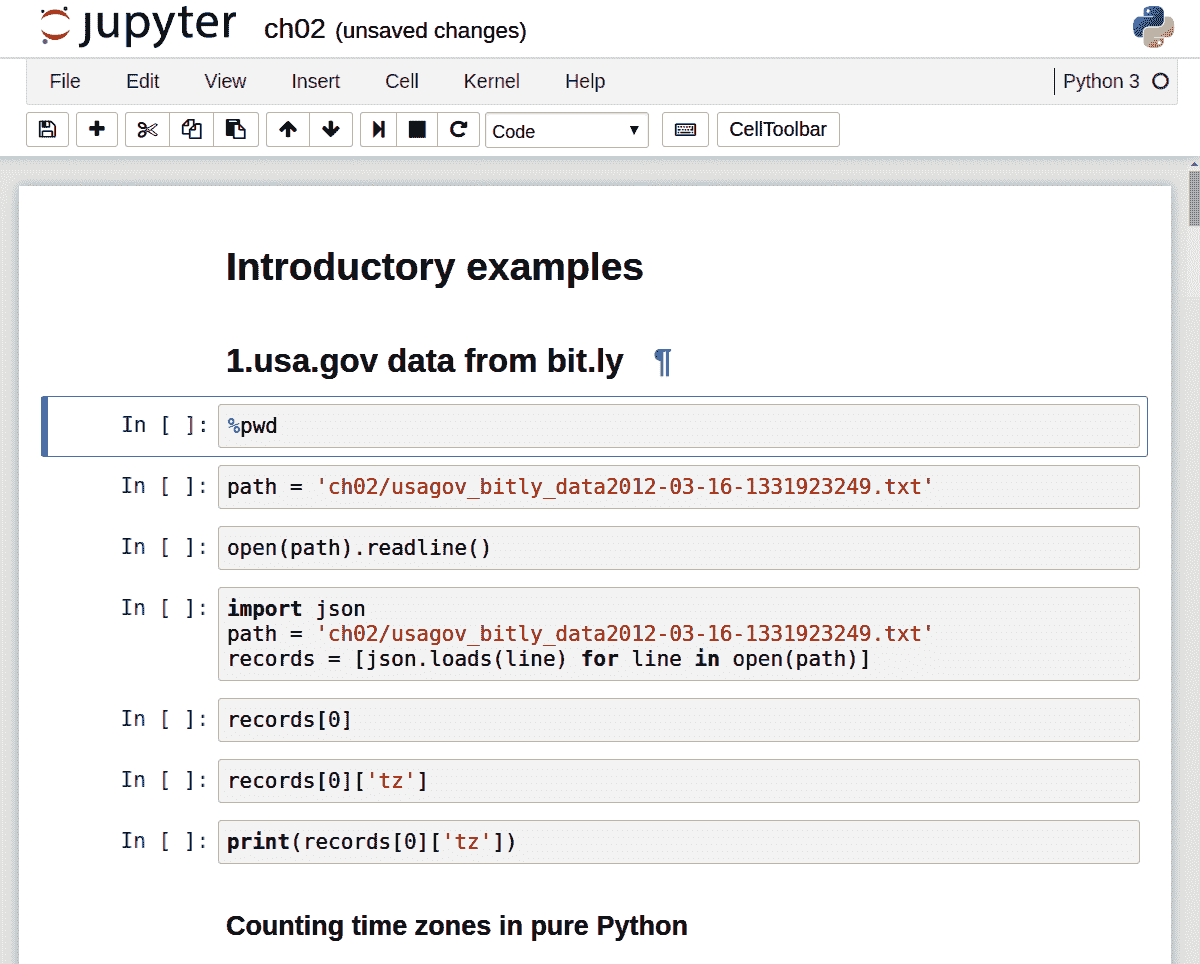 jupyter ch02 (unsaved changes)
File Edit View Insert Cell Kernel Help Python 3
Code CellToolbar
Introductory examples
1.usa.gov data from bit.ly ¶
In [ ]: %pwd
In [ ]: path = 'ch02/usagov_bitly_data2012-03-16-1331923249.txt'
In [ ]: open(path).readline()
In [ ]: import json
path = 'ch02/usagov_bitly_data2012-03-16-1331923249.txt'
records = [json.loads(line) for line in open(path)]
In [ ]: records[0]
In [ ]: records[0]['tz']
In [ ]: print(records[0]['tz'])
Counting time zones in pure Python